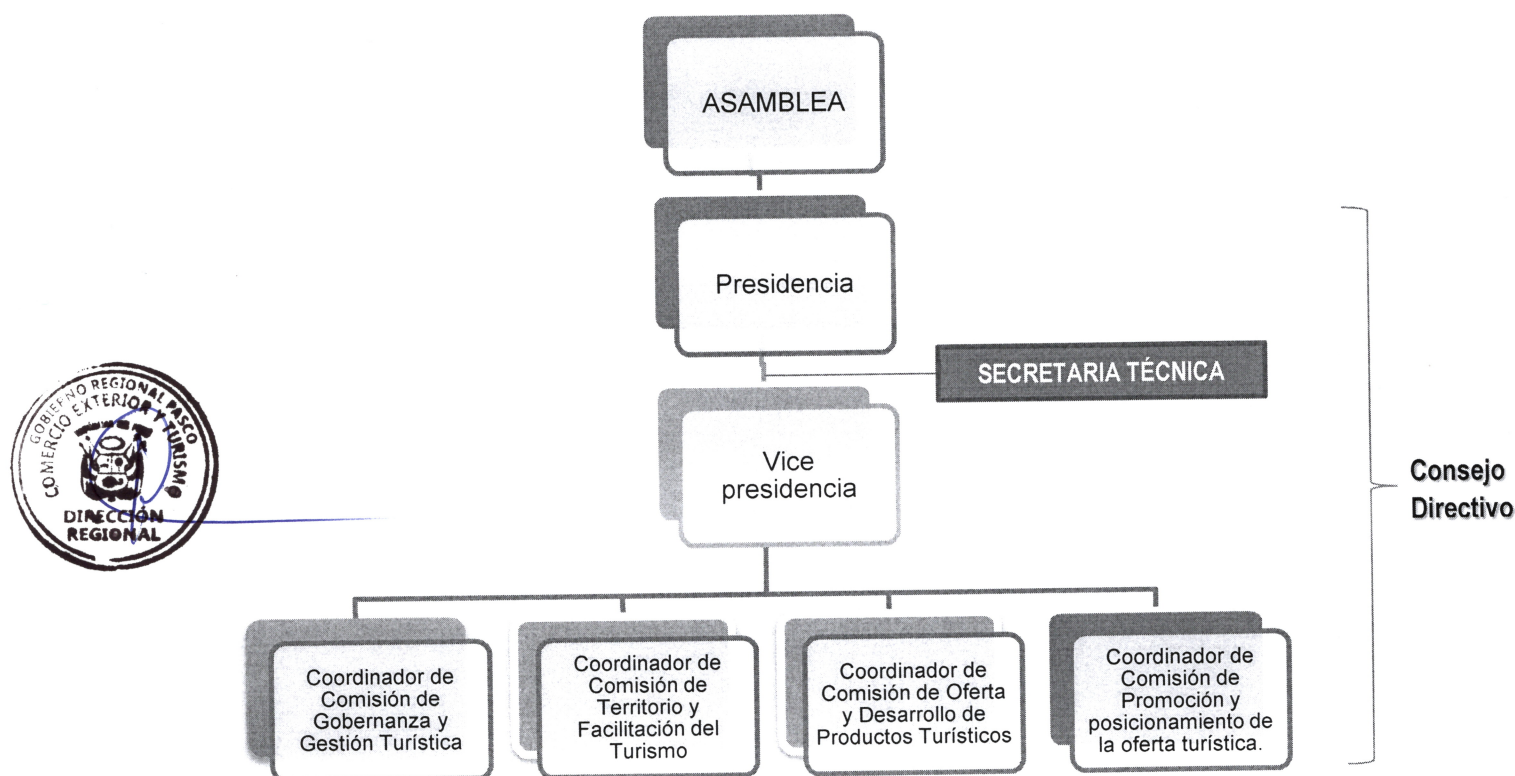 ASAMBLEA
Presidencia
SECRETARIA TÉCNICA
Vice
presidencia
Consejo
Directivo
GOBIERNO REGIONAL PASCO
COMERCIO EXTERIOR Y TURISMO
DIRECCIÓN
REGIONAL
Coordinador de
Comisión de
Gobernanza y
Gestión Turística
Coordinador de
Comisión de
Territorio y
Facilitación del
Turismo
Coordinador de
Comisión de Oferta
y Desarrollo de
Productos Turísticos
Coordinador de
Comisión de
Promoción y
posicionamiento de
la oferta turística.